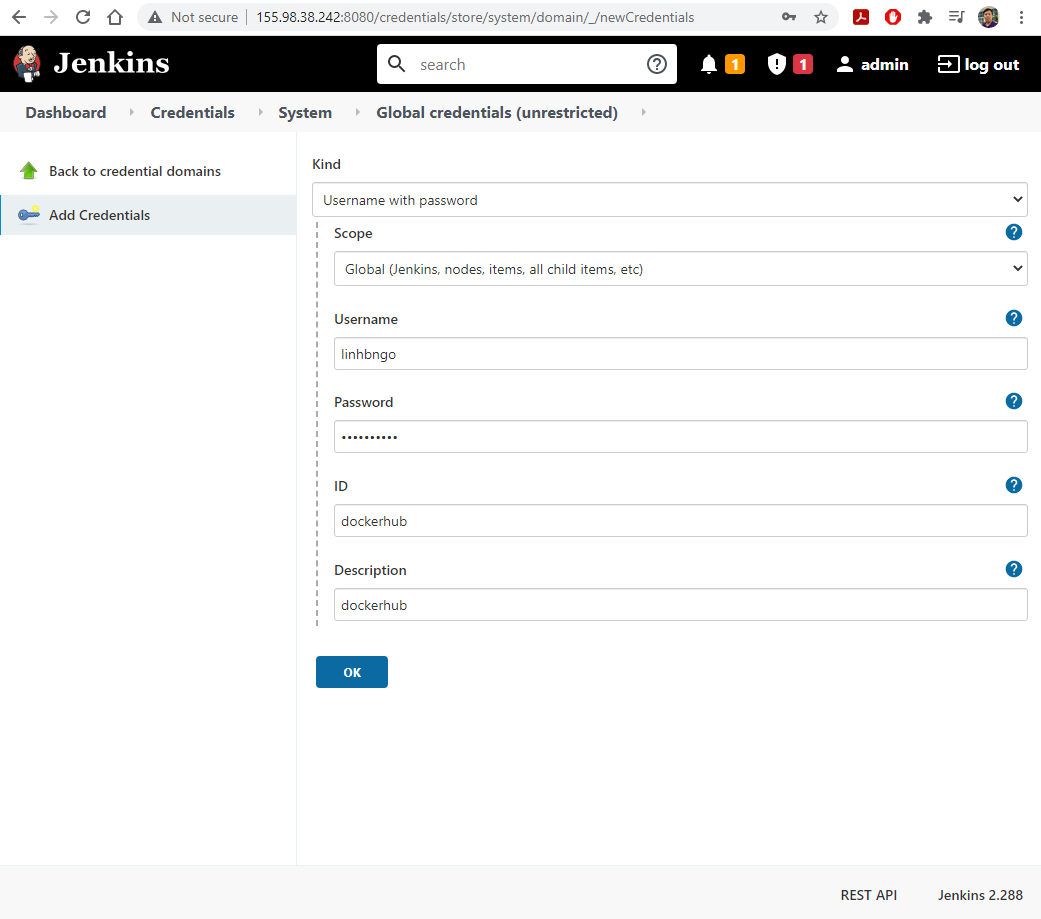 Not secure 155.98.38.242:8080/credentials/store/system/domain/_/newCredentials
Jenkins search 1 1 admin log out
Dashboard Credentials System Global credentials (unrestricted)
Back to credential domains
Add Credentials
Kind
Username with password
Scope
Global (Jenkins, nodes, items, all child items, etc)
Username
linhbngo
Password
••••••••••
ID
dockerhub
Description
dockerhub
OK
REST API Jenkins 2.288